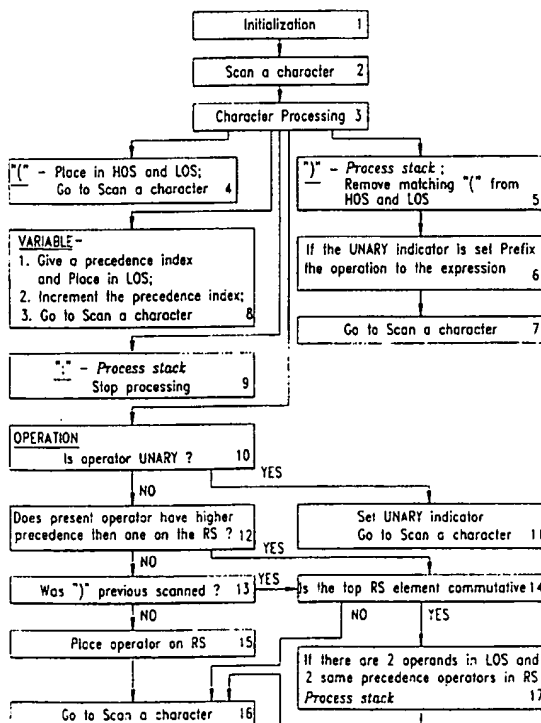 Initialization 1
Scan a character 2
Character Processing 3
"(" - Place in HOS and LOS;
Go to Scan a character 4
")" - Process stack;
Remove matching "(" from
HOS and LOS 5
VARIABLE-
1. Give a precedence index
and Place in LOS;
2. Increment the precedence index;
3. Go to Scan a character 8
If the UNARY indicator is set Prefix
the operation to the expression 6
Go to Scan a character 7
";" - Process stack
Stop processing 9
OPERATION
Is operator UNARY ? 10
YES
NO
Does present operator have higher
precedence then one on the RS ? 12
Set UNARY indicator
Go to Scan a character 11
YES
NO
Was ")" previous scanned ? 13
YES
Is the top RS element commutative 14
NO
NO
YES
Place operator on RS 15
If there are 2 operands in LOS and
2 same precedence operators in RS
Process stack 17
Go to Scan a character 16